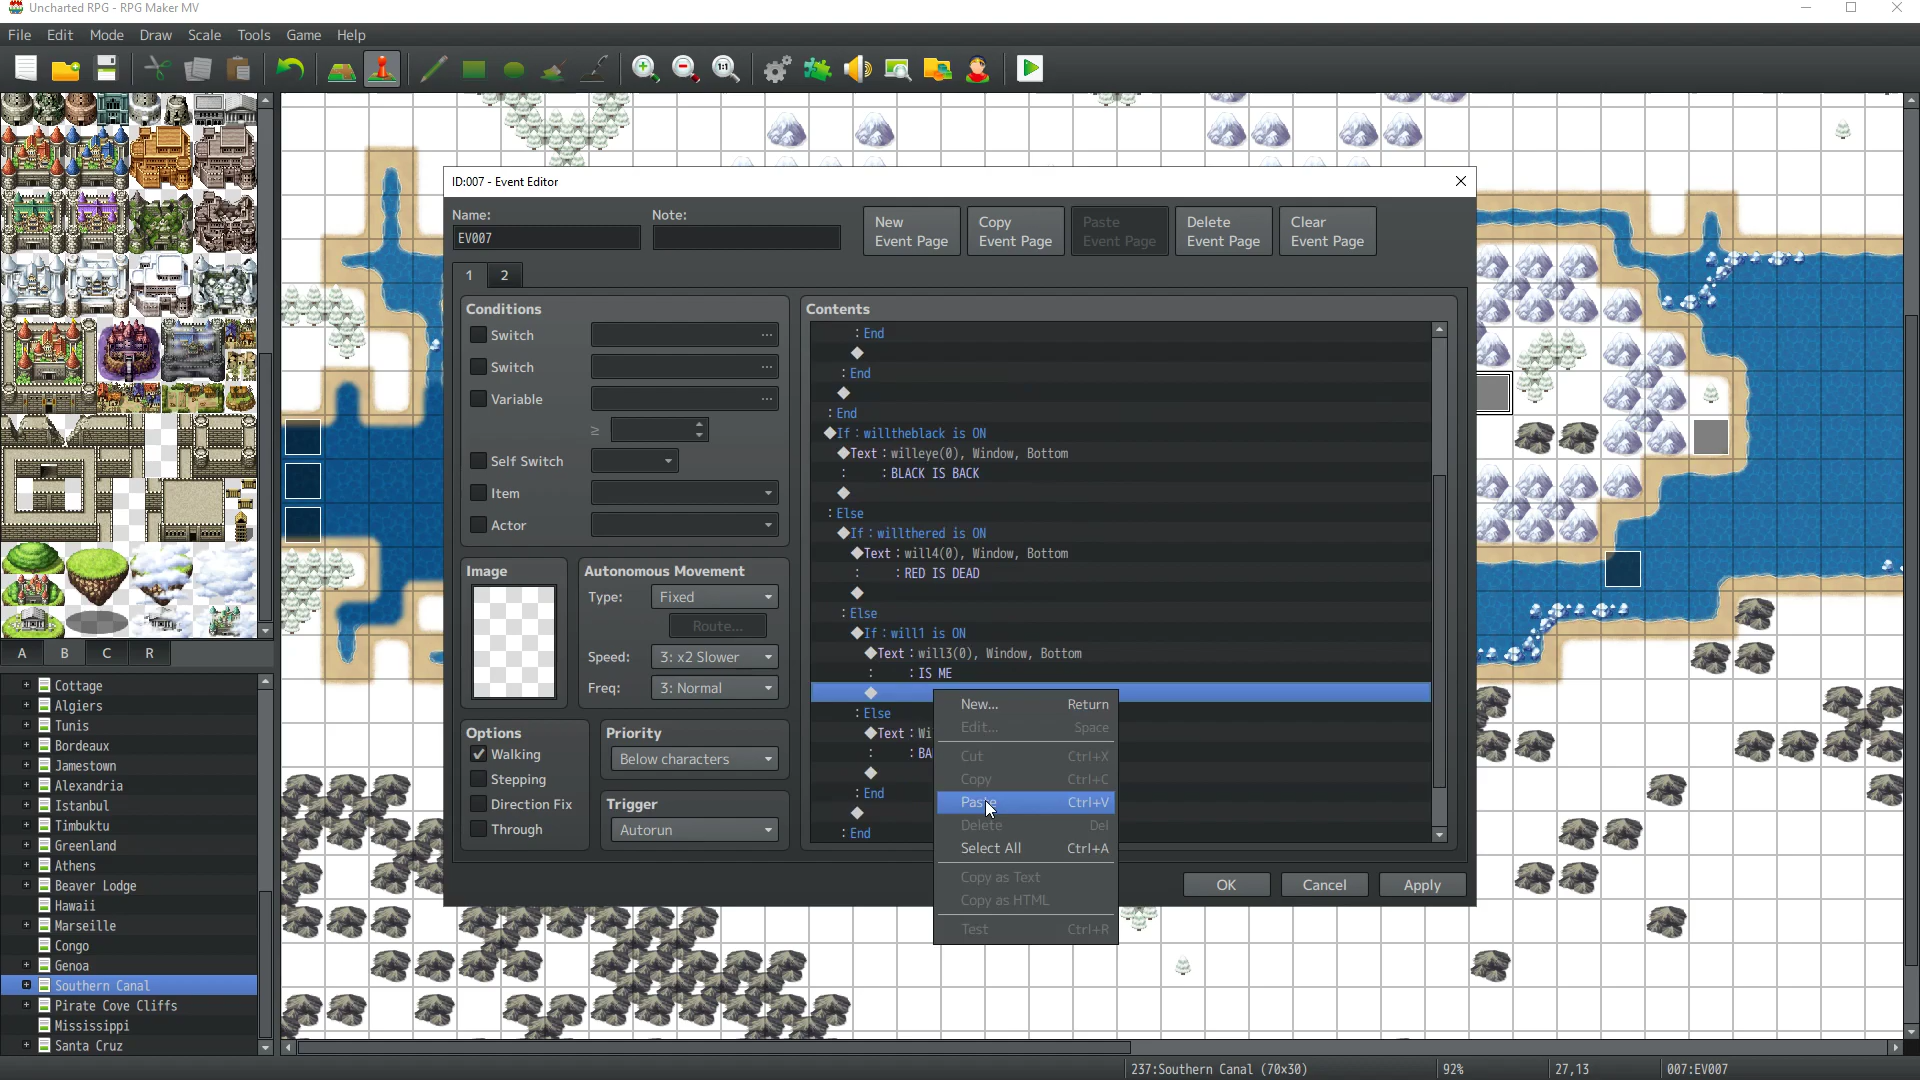 Uncharted RPG - RPG Maker MV
File Edit Mode Draw Scale Tools Game Help
1:1
ID:007 - Event Editor
Name: Note:
EV007
New Event Page
Copy Event Page
Paste Event Page
Delete Event Page
Clear Event Page
1 2
Conditions
Switch ...
Switch ...
Variable ...
≥
Self Switch
Item
Actor
Image
Autonomous Movement
Type: Fixed
Route...
Speed: 3: x2 Slower
Freq: 3: Normal
Options
Walking
Stepping
Direction Fix
Through
Priority
Below characters
Trigger
Autorun
Contents
: End
◆
: End
◆
: End
◆If : willtheblack is ON
◆Text : willeye(0), Window, Bottom
: : BLACK IS BACK
◆
: Else
◆If : willthered is ON
◆Text : will4(0), Window, Bottom
: : RED IS DEAD
◆
: Else
◆If : will1 is ON
◆Text : will3(0), Window, Bottom
: : IS ME
◆
: Else
◆Text : Wi
: : BA
◆
: End
◆
: End
New... Return
Edit... Space
Cut Ctrl+X
Copy Ctrl+C
Paste Ctrl+V
Delete Del
Select All Ctrl+A
Copy as Text
Copy as HTML
Test Ctrl+R
OK Cancel Apply
A B C R
Cottage
Algiers
Tunis
Bordeaux
Jamestown
Alexandria
Istanbul
Timbuktu
Greenland
Athens
Beaver Lodge
Hawaii
Marseille
Congo
Genoa
Southern Canal
Pirate Cove Cliffs
Mississippi
Santa Cruz
237:Southern Canal (70×30) 92% 27,13 007:EV007